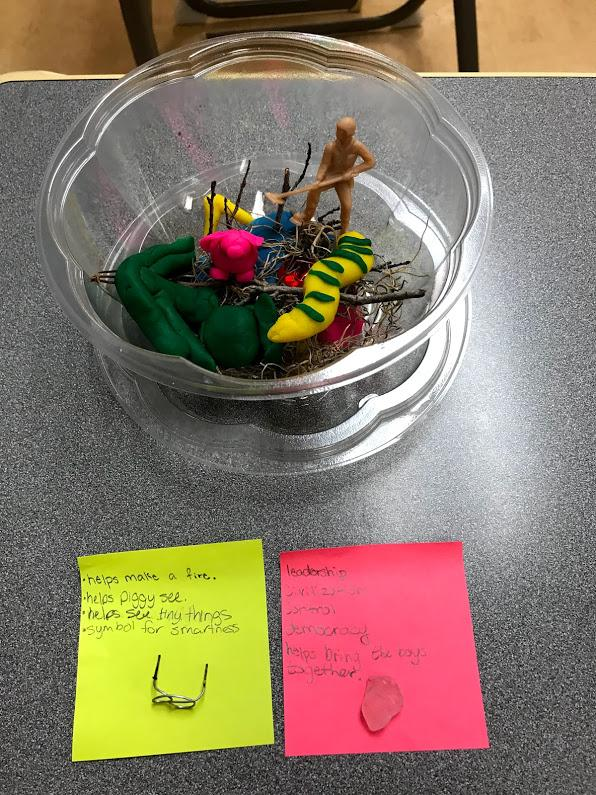 • helps make a fire.
• helps Piggy see.
• helps see tiny things
• symbol for smartness
leadership
civilization
control
democracy
helps bring the boys
together!